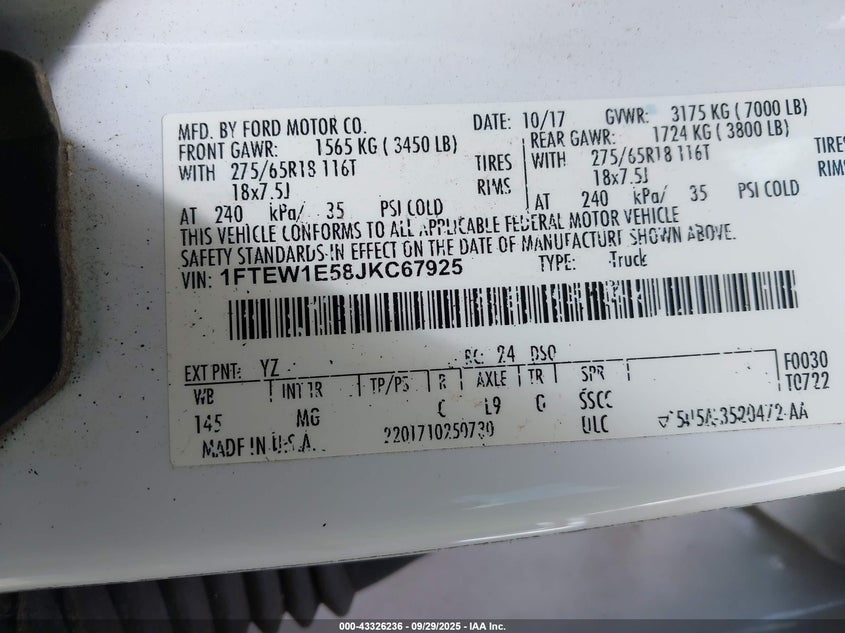 MFD. BY FORD MOTOR CO. DATE: 10/17 GVWR: 3175 KG ( 7000 LB)
FRONT GAWR: 1565 KG ( 3450 LB) REAR GAWR: 1724 KG ( 3800 LB)
WITH 275/65R18 116T TIRES WITH 275/65R18 116T TIRES
18x7.5J RIMS 18x7.5J RIMS
AT 240 kPa/ 35 PSI COLD AT 240 kPa/ 35 PSI COLD
THIS VEHICLE CONFORMS TO ALL APPLICABLE FEDERAL MOTOR VEHICLE
SAFETY STANDARDS IN EFFECT ON THE DATE OF MANUFACTURE SHOWN ABOVE.
VIN: 1FTEW1E58JKC67925 TYPE: Truck
EXT PNT: YZ RC: 24 DSO F0030
WB INT TR TP/PS R AXLE TR SPR T0722
145 MG L9 SSCC
MADE IN U.S.A. 2201710250730 ULC
000-43326236 - 09/29/2025 - IAA Inc.